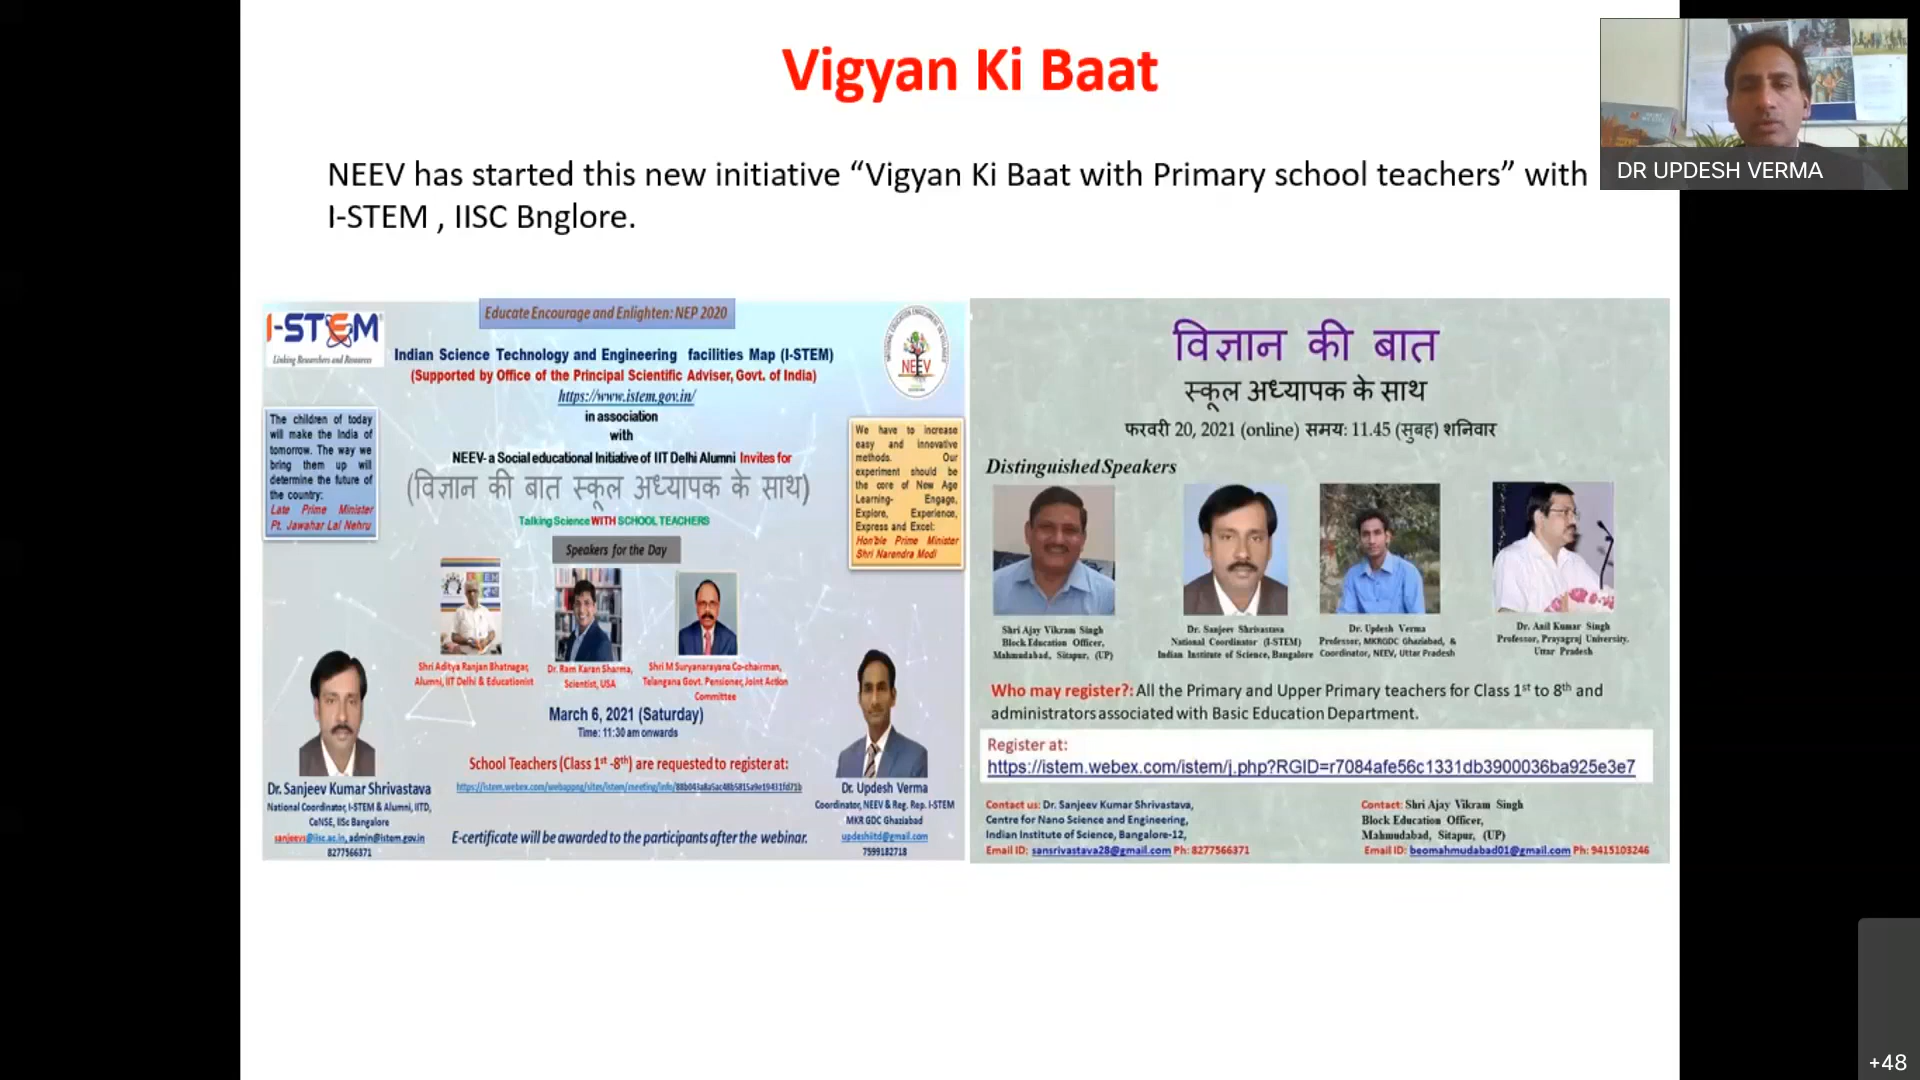 Vigyan Ki Baat
DR UPDESH VERMA
NEEV has started this new initiative “Vigyan Ki Baat with Primary school teachers” with
I-STEM , IISC Bnglore.
I-STEM
Linking Researchers and Resources
Educate Encourage and Enlighten: NEP 2020
Indian Science Technology and Engineering facilities Map (I-STEM)
(Supported by Office of the Principal Scientific Adviser, Govt. of India)
https://www.istem.gov.in/
in association
with
NEEV- a Social educational Initiative of IIT Delhi Alumni Invites for
(विज्ञान की बात स्कूल अध्यापक के साथ)
Talking Science WITH SCHOOL TEACHERS
NEEV
The children of today
will make the India of
tomorrow. The way we
bring them up will
determine the future of
the country:
Late Prime Minister
Pt. Jawahar Lal Nehru
We have to increase
easy and innovative
methods. Our
experiment should be
the core of New Age
Learning- Engage,
Explore, Experience,
Express and Excel:
Hon'ble Prime Minister
Shri Narendra Modi
Speakers for the Day
Shri Aditya Ranjan Bhatnagar,
Alumni, IIT Delhi & Educationist
Dr. Ram Karan Sharma,
Scientist, USA
Shri M Suryanarayana Co-chairman,
Telangana Govt. Pensioner, Joint Action
Committee
March 6, 2021 (Saturday)
Time: 11:30 am onwards
School Teachers (Class 1st -8th) are requested to register at:
E-certificate will be awarded to the participants after the webinar.
Dr. Sanjeev Kumar Shrivastava
National Coordinator, I-STEM & Alumni, IITD,
CeNSE, IISc Bangalore
sanjeevs@iisc.ac.in, admin@istem.gov.in
8277566371
Dr. Updesh Verma
Coordinator, NEEV & Reg. Rep. I-STEM
MKR GDC Ghaziabad
updeshiitd@gmail.com
7599182718
विज्ञान की बात
स्कूल अध्यापक के साथ
फरवरी 20, 2021 (online) समय: 11.45 (सुबह) शनिवार
Distinguished Speakers
Shri Ajay Vikram Singh
Block Education Officer,
Mahmudabad, Sitapur, (UP)
Dr. Sanjeev Shrivastava
National Coordinator (I-STEM)
Indian Institute of Science, Bangalore
Dr. Updesh Verma
Professor, MKRGDC Ghaziabad, &
Coordinator, NEEV, Uttar Pradesh
Dr. Anil Kumar Singh
Professor, Prayagraj University.
Uttar Pradesh
Who may register?: All the Primary and Upper Primary teachers for Class 1st to 8th and
administrators associated with Basic Education Department.
Register at:
https://istem.webex.com/istem/j.php?RGID=r7084afe56c1331db3900036ba925e3e7
Contact us: Dr. Sanjeev Kumar Shrivastava,
Centre for Nano Science and Engineering,
Indian Institute of Science, Bangalore-12,
Email ID: sansrivastava28@gmail.com Ph: 8277566371
Contact: Shri Ajay Vikram Singh
Block Education Officer,
Mahmudabad, Sitapur, (UP)
Email ID: beomahmudabad01@gmail.com Ph: 9415103246
+48